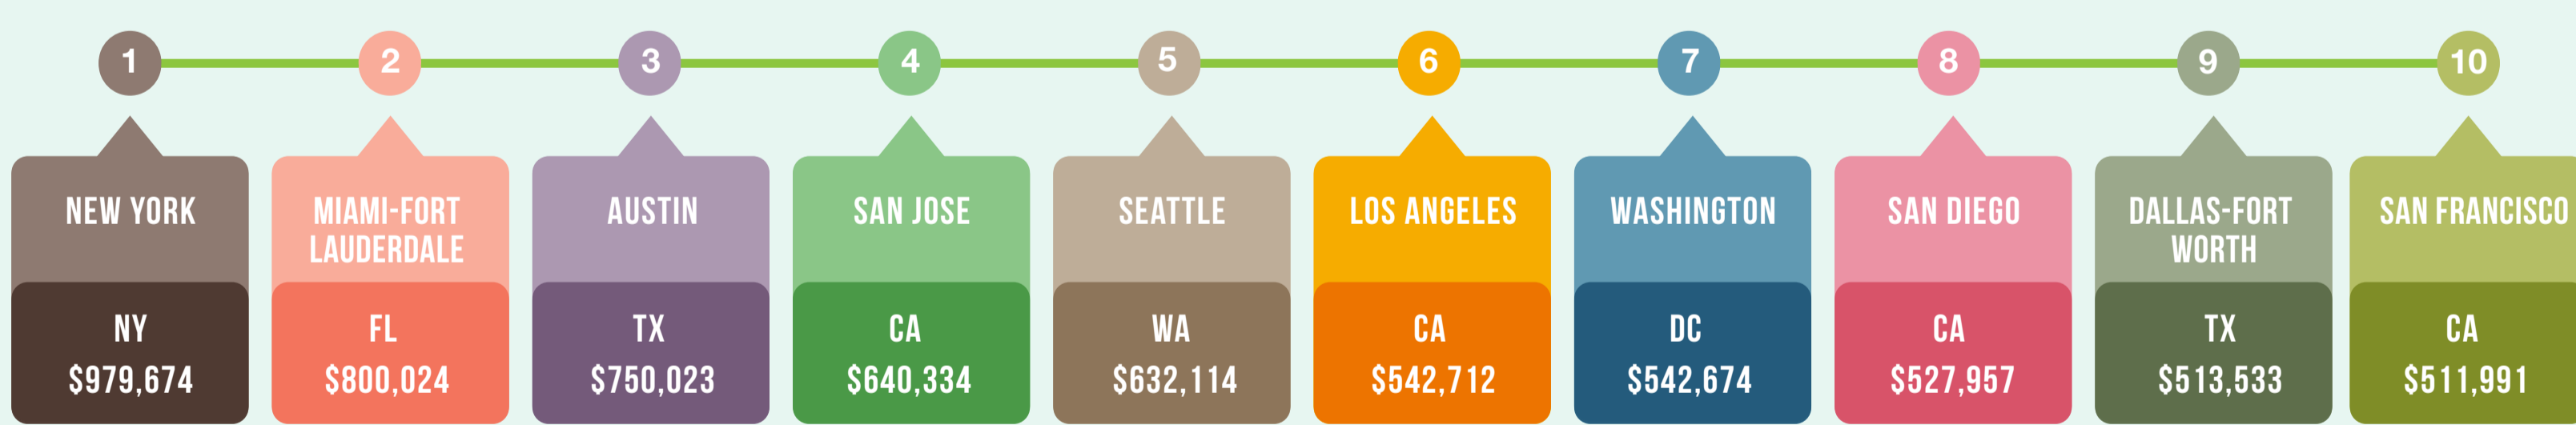 1
2
3
4
5
6
7
8
9
10
NEW YORK
NY
$979,674
MIAMI-FORT
LAUDERDALE
FL
$800,024
AUSTIN
TX
$750,023
SAN JOSE
CA
$640,334
SEATTLE
WA
$632,114
LOS ANGELES
CA
$542,712
WASHINGTON
DC
$542,674
SAN DIEGO
CA
$527,957
DALLAS-FORT
WORTH
TX
$513,533
SAN FRANCISCO
CA
$511,991